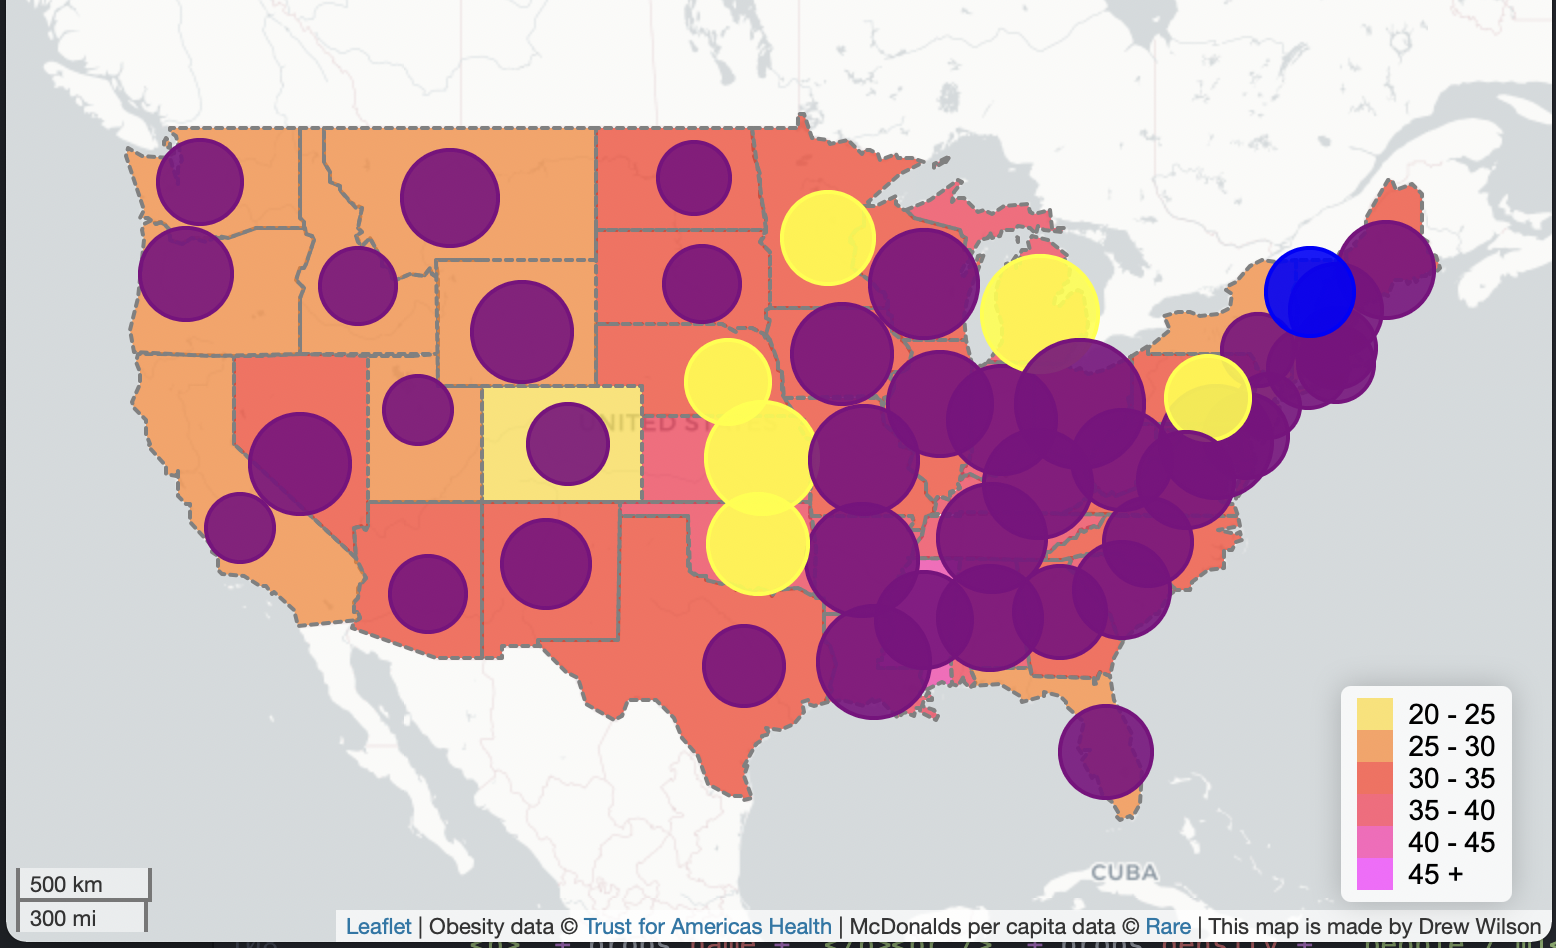 UNITED STATES
20 - 25
25 - 30
30 - 35
35 - 40
40 - 45
45 +
CUBA
500 km
300 mi
Leaflet | Obesity data © Trust for Americas Health | McDonalds per capita data © Rare | This map is made by Drew Wilson